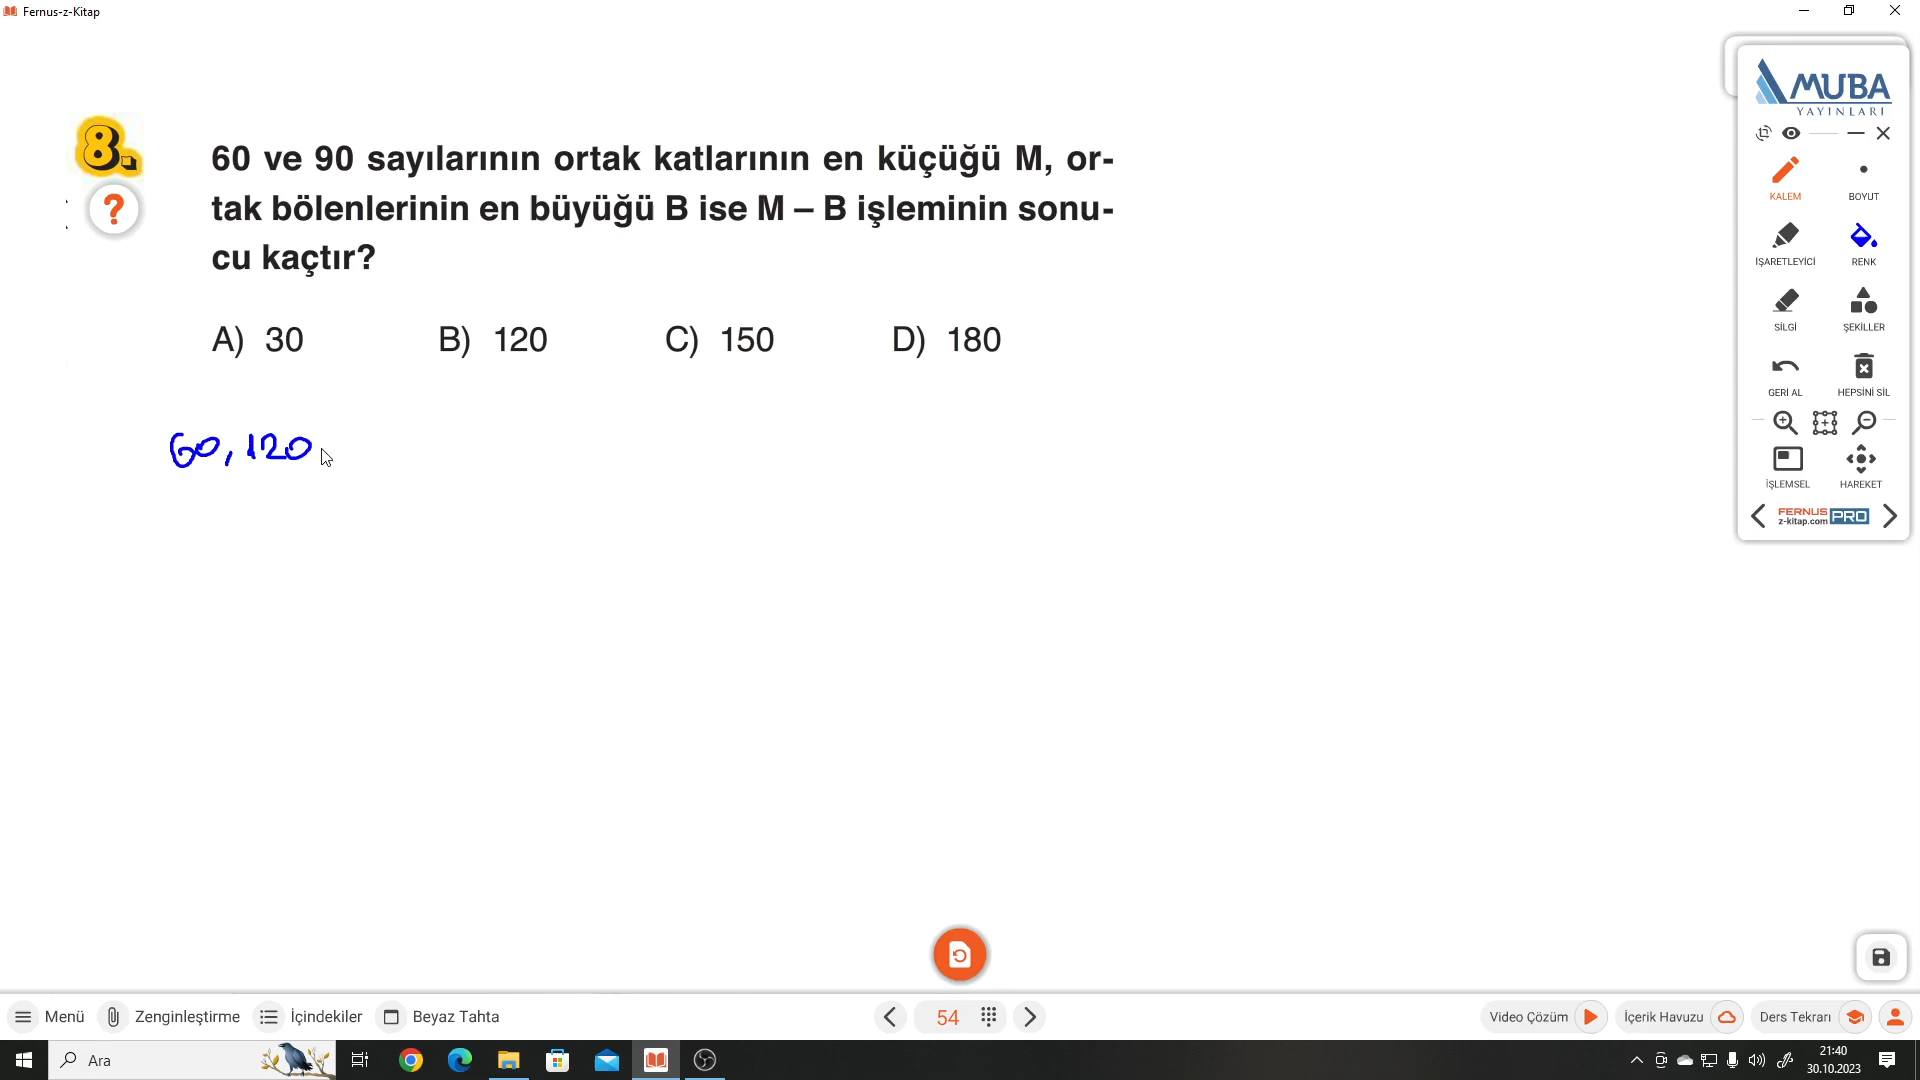 Fernus-z-Kitap
MUBA
YAYINLARI
8.
60 ve 90 sayılarının ortak katlarının en küçüğü M, or-
tak bölenlerinin en büyüğü B ise M – B işleminin sonu-
cu kaçtır?
?
A) 30 B) 120 C) 150 D) 180
60, 120
KALEM BOYUT
İŞARETLEYİCİ RENK
SİLGİ ŞEKİLLER
GERİ AL HEPSİNİ SİL
İŞLEMSEL HAREKET
FERNUS
z-kitap.com PRO
Menü Zenginleştirme İçindekiler Beyaz Tahta 54 Video Çözüm İçerik Havuzu Ders Tekrarı
Ara 21:40
30.10.2023